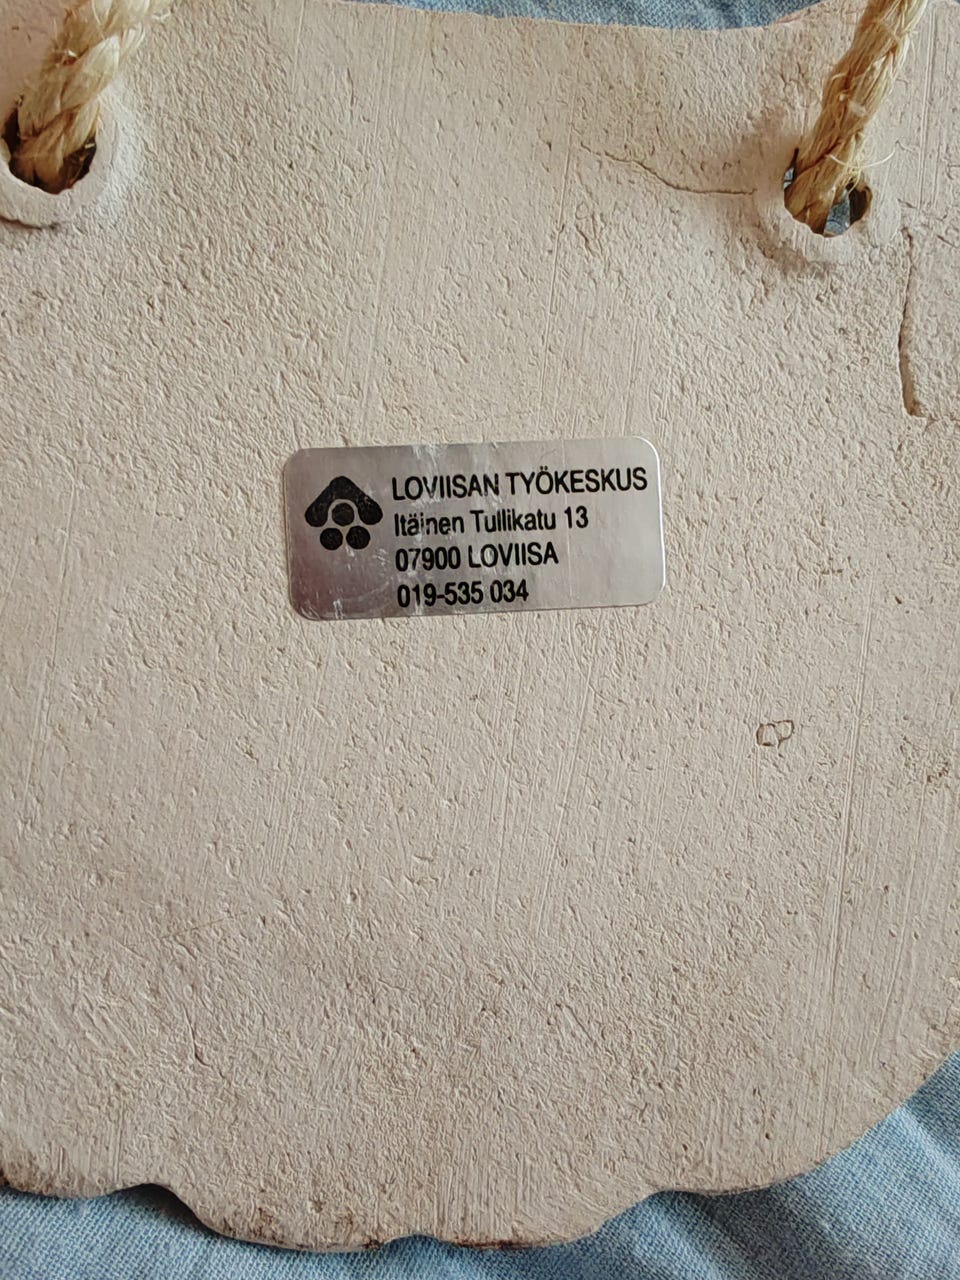 LOVIISAN TYÖKESKUS
Itäinen Tullikatu 13
07900 LOVIISA
019-535 034